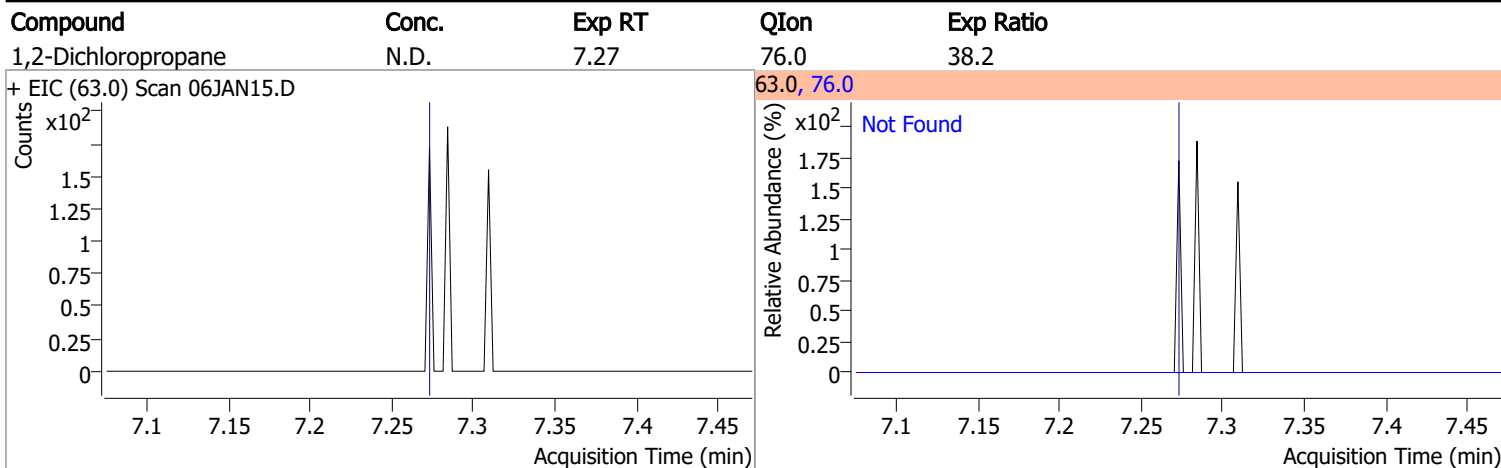 Compound Conc. Exp RT QIon Exp Ratio
1,2-Dichloropropane N.D. 7.27 76.0 38.2
+ EIC (63.0) Scan 06JAN15.D
Counts
x10²
1.5
1.25
1
0.75
0.5
0.25
0
7.1 7.15 7.2 7.25 7.3 7.35 7.4 7.45
Acquisition Time (min)
63.0, 76.0
Relative Abundance (%)
x10²
Not Found
1.75
1.5
1.25
1
0.75
0.5
0.25
0
7.1 7.15 7.2 7.25 7.3 7.35 7.4 7.45
Acquisition Time (min)